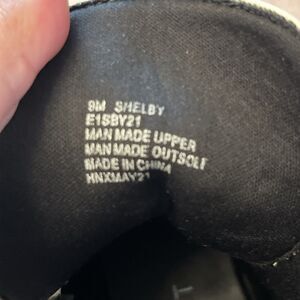 9M SHELBY
E1SBY21
MAN MADE UPPER
MAN MADE OUTSOLE
MADE IN CHINA
HNXMAY21